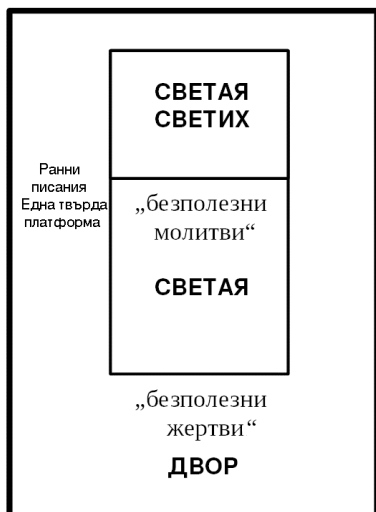 СВЕТАЯ
СВЕТИХ
Ранни
писания
Една твърда
платформа
„безполезни
молитви“
СВЕТАЯ
„безполезни
жертви“
ДВОР